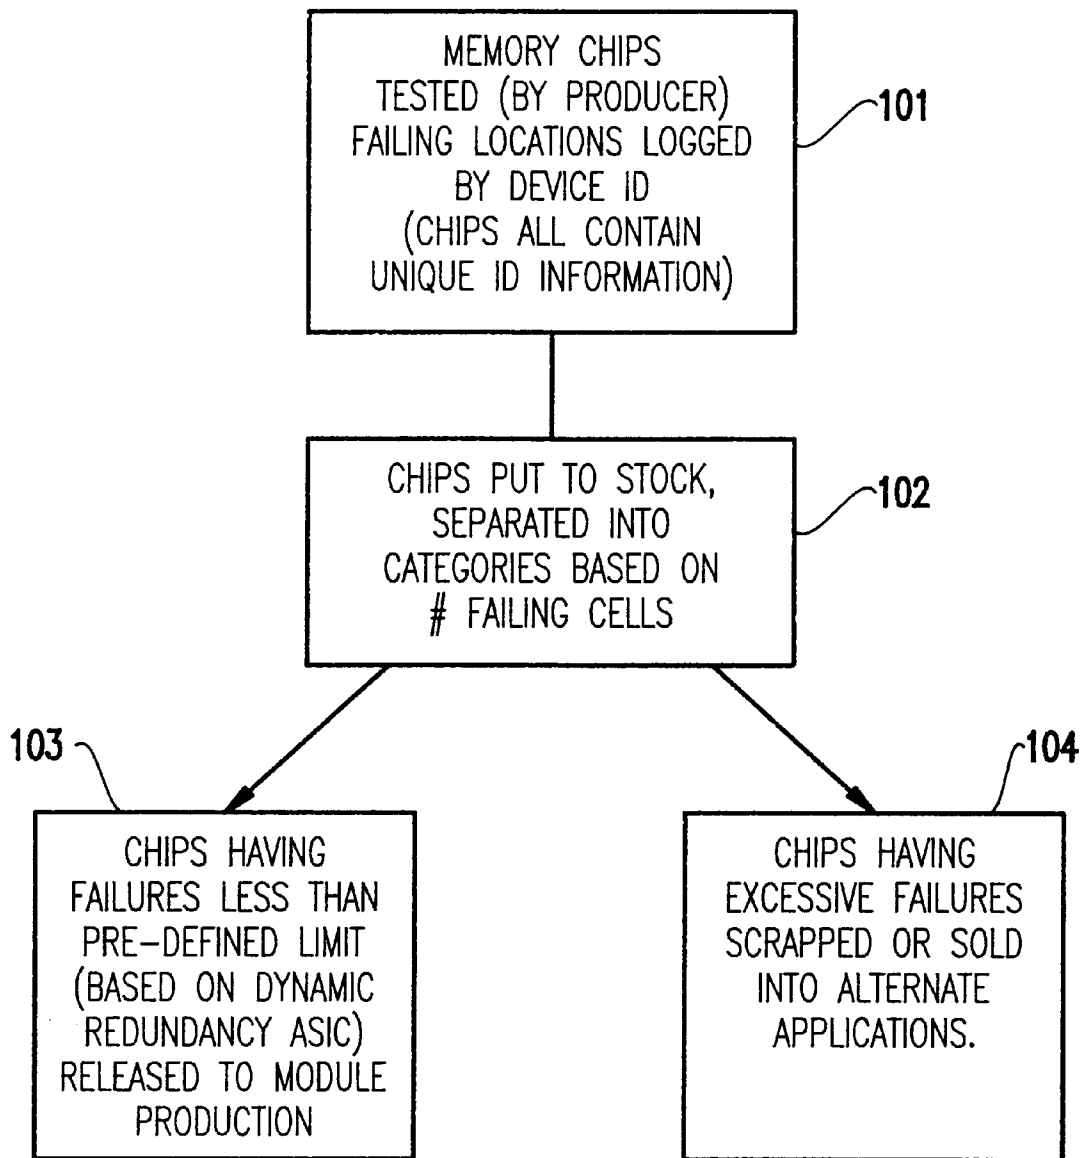 MEMORY CHIPS
TESTED (BY PRODUCER)
FAILING LOCATIONS LOGGED
BY DEVICE ID
(CHIPS ALL CONTAIN
UNIQUE ID INFORMATION)
101
CHIPS PUT TO STOCK,
SEPARATED INTO
CATEGORIES BASED ON
# FAILING CELLS
102
103
CHIPS HAVING
FAILURES LESS THAN
PRE-DEFINED LIMIT
(BASED ON DYNAMIC
REDUNDANCY ASIC)
RELEASED TO MODULE
PRODUCTION
104
CHIPS HAVING
EXCESSIVE FAILURES
SCRAPPED OR SOLD
INTO ALTERNATE
APPLICATIONS.